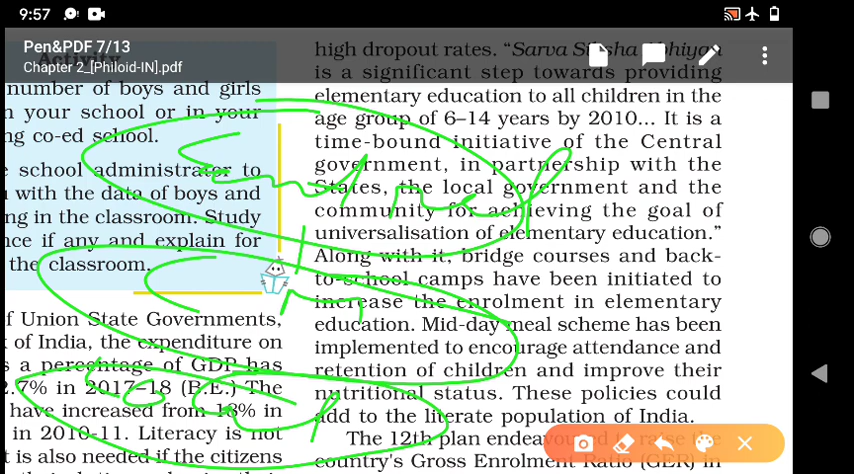 9:57
Pen&PDF 7/13
Chapter 2_[Philoid-IN].pdf
Activity
number of boys and girls
n your school or in your
ng co-ed school.
e school administrator to
with the data of boys and
ng in the classroom. Study
nce if any and explain for
the classroom.
f Union State Governments,
of India, the expenditure on
s a percentage of GDP has
2.7% in 2017–18 (B.E.) The
have increased from 18% in
in 2010-11. Literacy is not
t is also needed if the citizens
high dropout rates. “Sarva Siksha Abhiyan
is a significant step towards providing
elementary education to all children in the
age group of 6–14 years by 2010... It is a
time-bound initiative of the Central
government, in partnership with the
States, the local government and the
community for achieving the goal of
universalisation of elementary education.”
Along with it, bridge courses and back-
to-school camps have been initiated to
increase the enrolment in elementary
education. Mid-day meal scheme has been
implemented to encourage attendance and
retention of children and improve their
nutritional status. These policies could
add to the literate population of India.
The 12th plan endeavoured to raise the
country's Gross Enrolment Ratio (GER) in